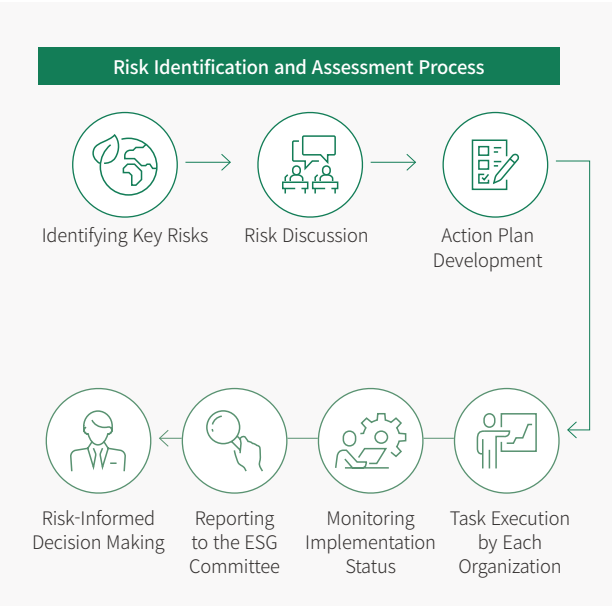 Risk Identification and Assessment Process
Identifying Key Risks
Risk Discussion
Action Plan
Development
Task Execution
by Each
Organization
Monitoring
Implementation
Status
Reporting
to the ESG
Committee
Risk-Informed
Decision Making